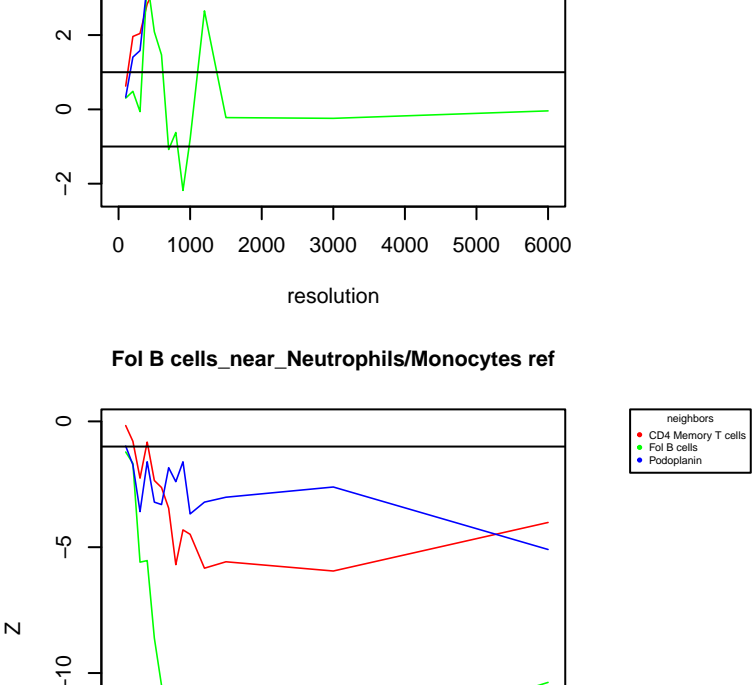 2
0
−2
0 1000 2000 3000 4000 5000 6000
resolution
Fol B cells_near_Neutrophils/Monocytes ref
0
−5
−10
Z
neighbors
CD4 Memory T cells
Fol B cells
Podoplanin